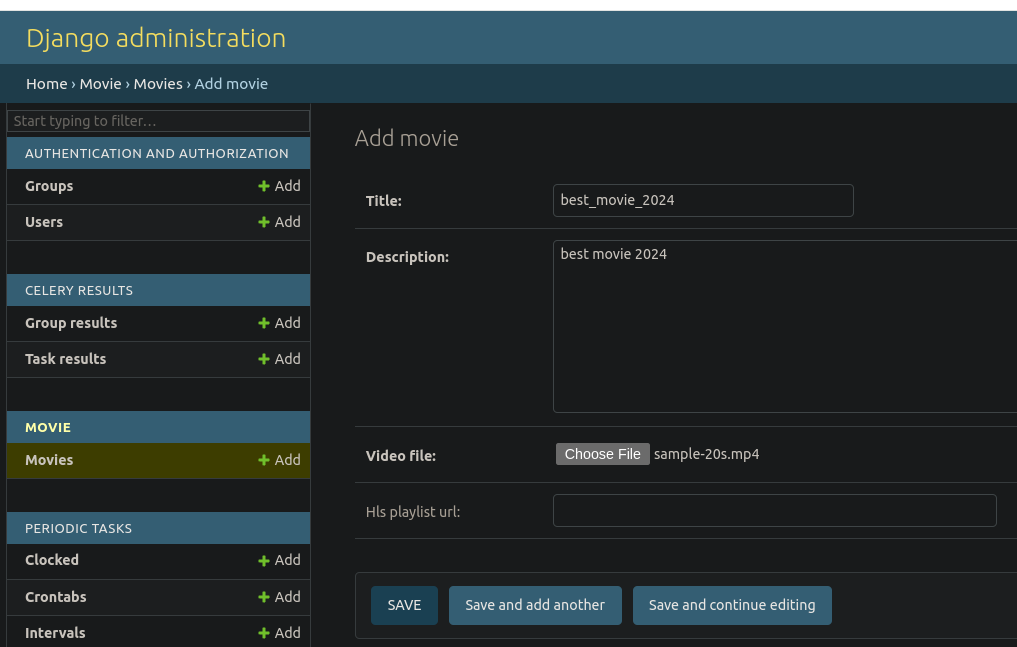 Django administration
Home › Movie › Movies › Add movie
Start typing to filter…
AUTHENTICATION AND AUTHORIZATION
Groups + Add
Users + Add
CELERY RESULTS
Group results + Add
Task results + Add
MOVIE
Movies + Add
PERIODIC TASKS
Clocked + Add
Crontabs + Add
Intervals + Add
Add movie
Title: best_movie_2024
Description: best movie 2024
Video file: Choose File sample-20s.mp4
Hls playlist url:
SAVE Save and add another Save and continue editing